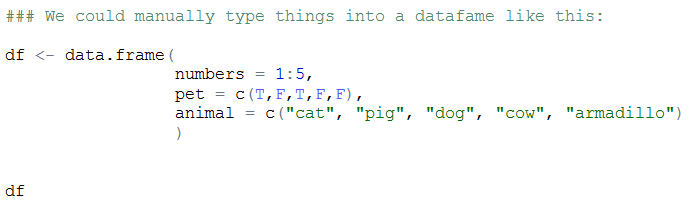 ### We could manually type things into a datafame like this:
df <- data.frame(
numbers = 1:5,
pet = c(T,F,T,F,F),
animal = c("cat", "pig", "dog", "cow", "armadillo")
)
df